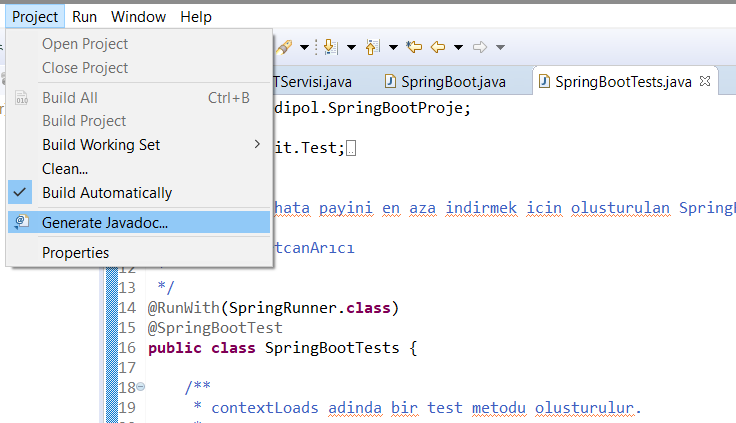 Project Run Window Help
Open Project
Close Project
Build All Ctrl+B
Build Project
Build Working Set
Clean...
Build Automatically
Generate Javadoc...
Properties
TServisi.java SpringBoot.java SpringBootTests.java
dipol.SpringBootProje;
it.Test;
hata payini en aza indirmek icin olusturulan Spring
tcanArıcı
12
13 */
14 @RunWith(SpringRunner.class)
15 @SpringBootTest
16 public class SpringBootTests {
17
18 /**
19 * contextLoads adinda bir test metodu olusturulur.
*